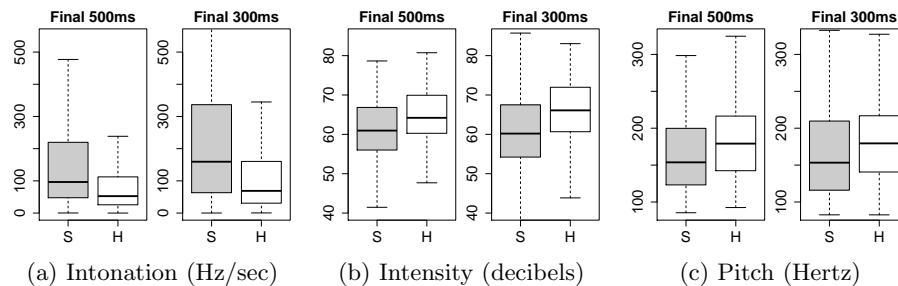 Final 500ms Final 300ms Final 500ms Final 300ms Final 500ms Final 300ms
500 500 80 80 300 300
300 300 70 70 200 200
100 100 60 60 100 100
0 0 50 50
40 40
S H S H S H S H S H S H
(a) Intonation (Hz/sec) (b) Intensity (decibels) (c) Pitch (Hertz)